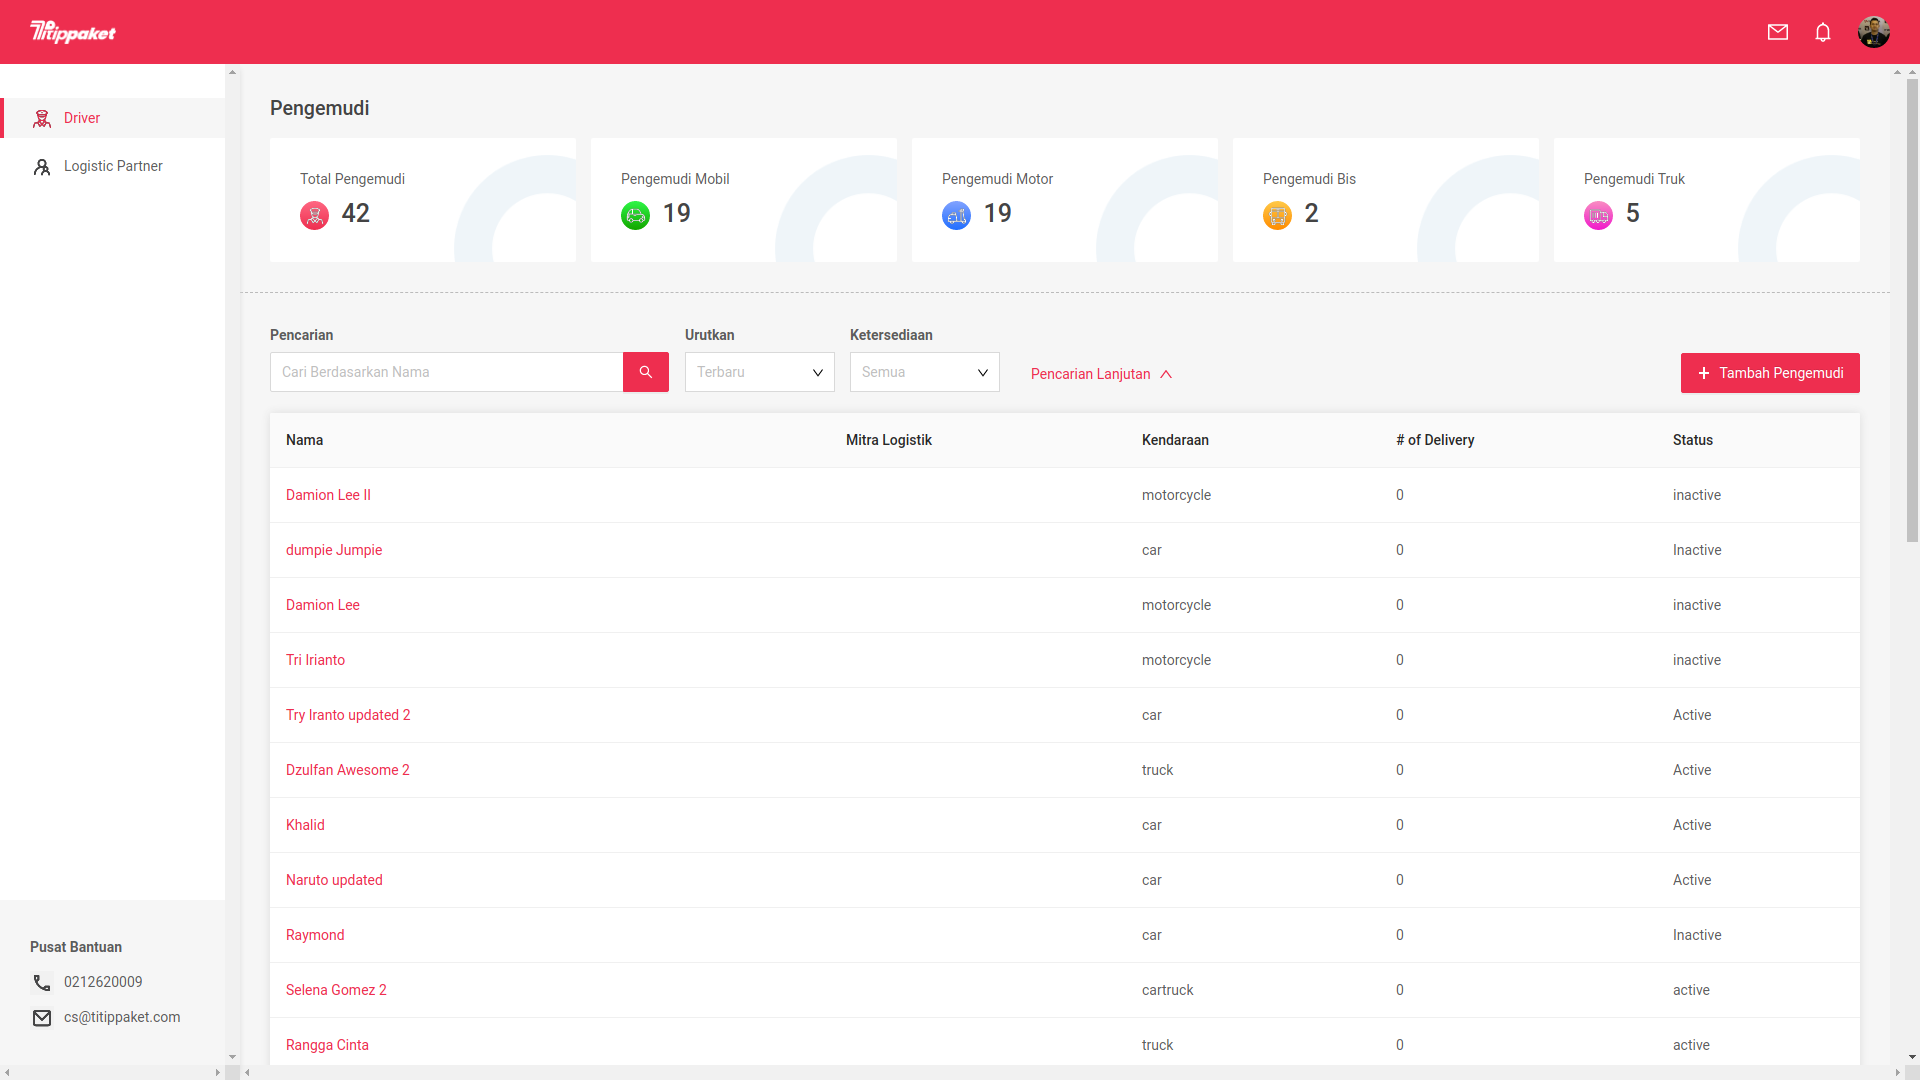 Titippaket
Driver
Logistic Partner
Pengemudi
Total Pengemudi
42
Pengemudi Mobil
19
Pengemudi Motor
19
Pengemudi Bis
2
Pengemudi Truk
5
Pencarian
Urutkan
Ketersediaan
Cari Berdasarkan Nama
Terbaru
Semua
Pencarian Lanjutan
Tambah Pengemudi
Nama Mitra Logistik Kendaraan # of Delivery Status
Damion Lee II motorcycle 0 inactive
dumpie Jumpie car 0 Inactive
Damion Lee motorcycle 0 inactive
Tri Irianto motorcycle 0 inactive
Try Iranto updated 2 car 0 Active
Dzulfan Awesome 2 truck 0 Active
Khalid car 0 Active
Naruto updated car 0 Active
Raymond car 0 Inactive
Selena Gomez 2 cartruck 0 active
Rangga Cinta truck 0 active
Pusat Bantuan
0212620009
cs@titippaket.com